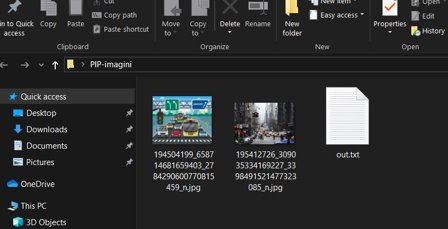 in to Quick
access
Copy
Paste
Cut
Copy path
Paste shortcut
Move
to
Copy
to
Delete
Rename
New
folder
New item
Easy access
Properties
Open
Edit
History
Clipboard
Organize
New
Open
PIP-imagini
Quick access
Desktop
Downloads
Documents
Pictures
OneDrive
This PC
3D Objects
194504199_6587
14681659403_27
84290600770815
459_n.jpg
195412726_3090
35334169227_33
98491521477323
085_n.jpg
out.txt